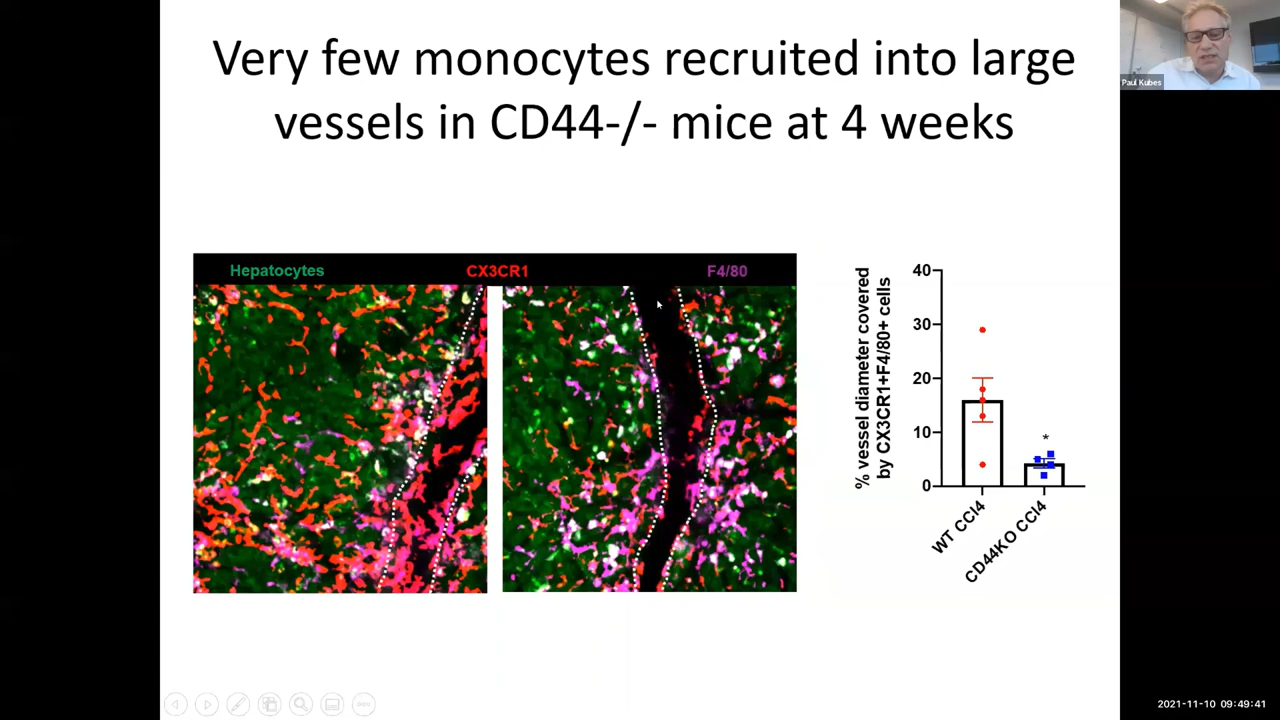 Very few monocytes recruited into large
vessels in CD44-/- mice at 4 weeks
Paul Kubes
Hepatocytes
CX3CR1
F4/80
% vessel diameter covered
by CX3CR1+F4/80+ cells
40
30
20
10
0
*
WT CCl4
CD44KO CCl4
2021-11-10 09:49:41